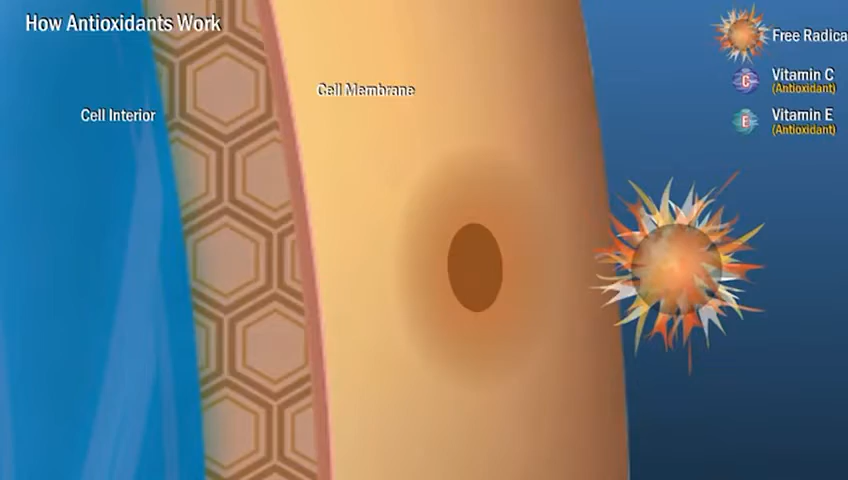 How Antioxidants Work
Free Radica
C
Vitamin C
(Antioxidant)
Cell Membrane
Cell Interior
E
Vitamin E
(Antioxidant)